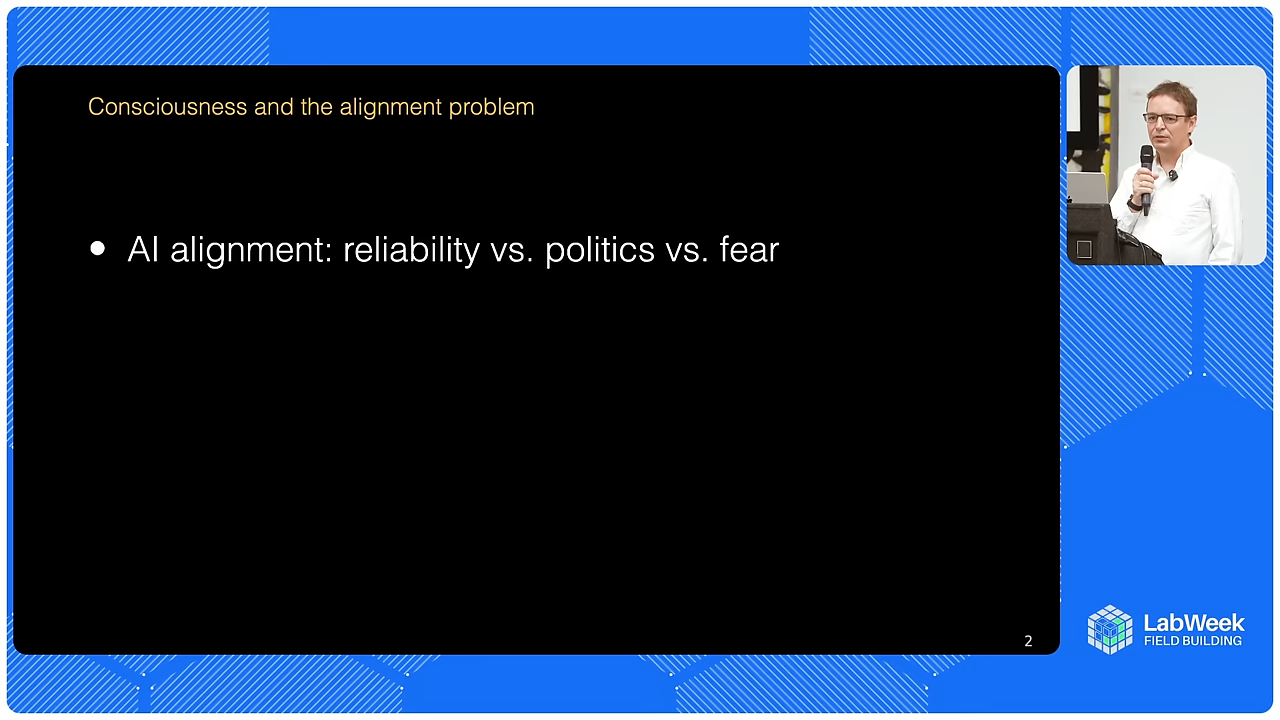 Consciousness and the alignment problem
• AI alignment: reliability vs. politics vs. fear
2
LabWeek
FIELD BUILDING